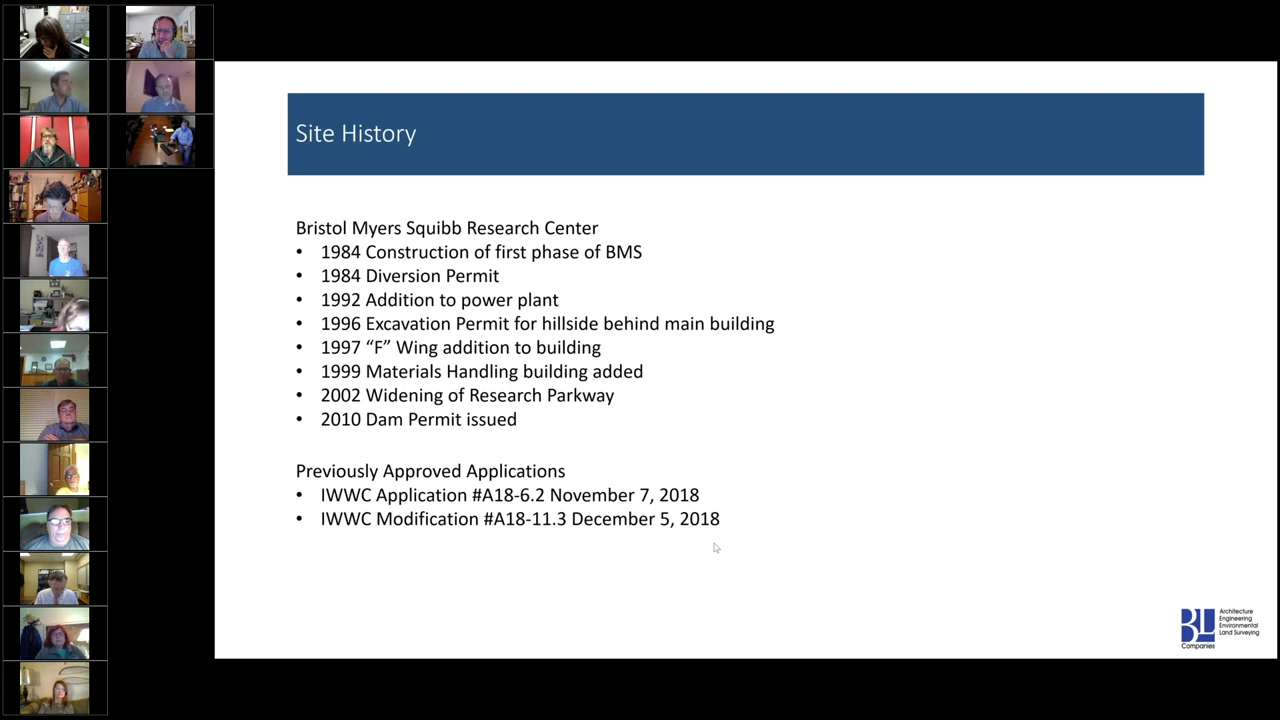 Site History
Bristol Myers Squibb Research Center
• 1984 Construction of first phase of BMS
• 1984 Diversion Permit
• 1992 Addition to power plant
• 1996 Excavation Permit for hillside behind main building
• 1997 “F” Wing addition to building
• 1999 Materials Handling building added
• 2002 Widening of Research Parkway
• 2010 Dam Permit issued
Previously Approved Applications
• IWWC Application #A18-6.2 November 7, 2018
• IWWC Modification #A18-11.3 December 5, 2018
BL
Companies
Architecture
Engineering
Environmental
Land Surveying